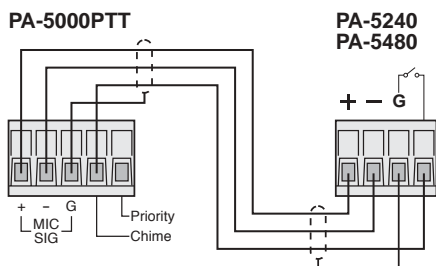 PA-5000PTT
PA-5240
PA-5480
+ − G
+ − G
MIC
SIG
Priority
Chime